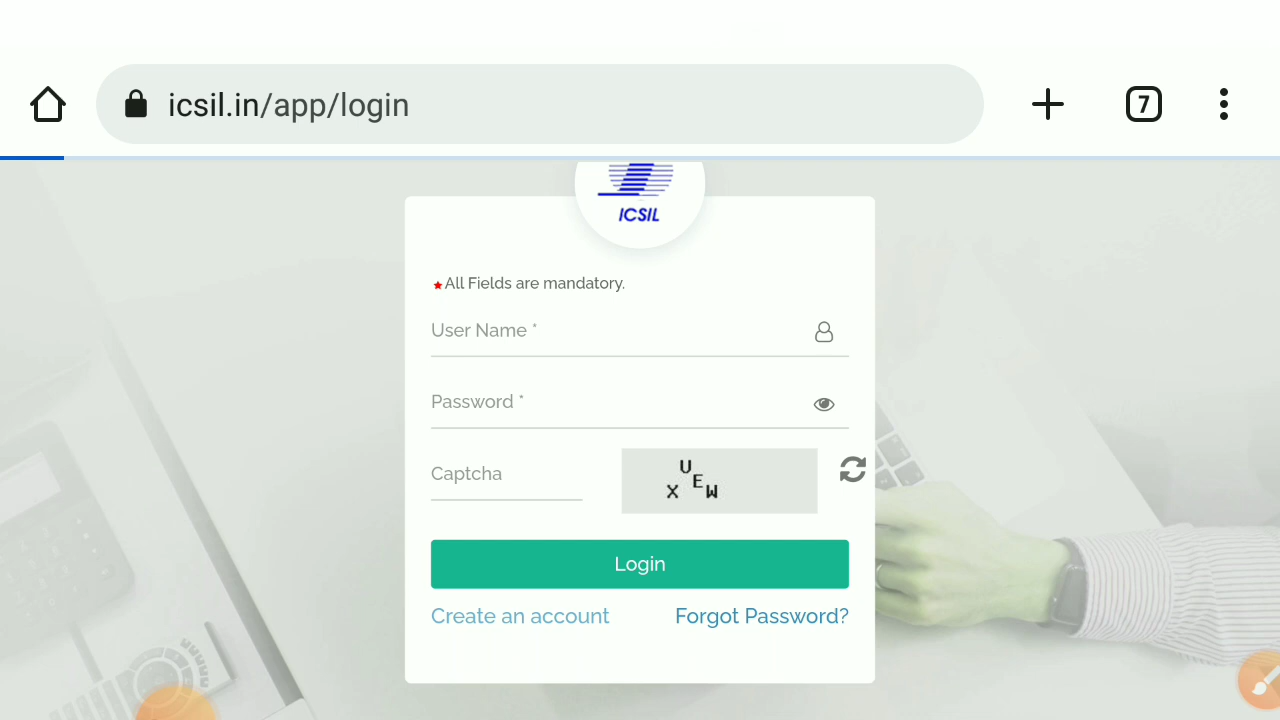 icsil.in/app/login
7
ICSIL
All Fields are mandatory.
User Name *
Password *
Captcha
XUEW
Login
Create an account Forgot Password?